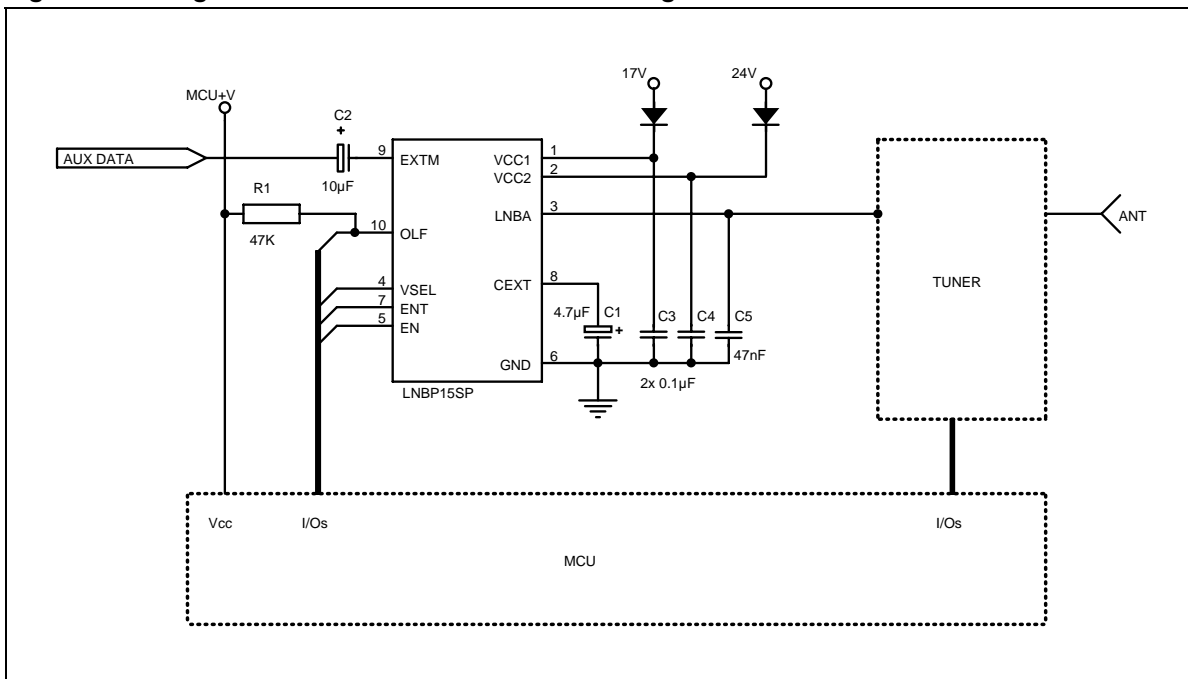 17V
24V
MCU+V
C2
+
AUX DATA
9
EXTM
VCC1
1
10µF
VCC2
2
R1
LNBA
3
ANT
47K
10
OLF
4
VSEL
CEXT
8
TUNER
7
ENT
4.7µF
C1
C3
C4
C5
5
EN
+
47nF
GND
6
2x 0.1µF
LNBP15SP
Vcc
I/Os
I/Os
MCU